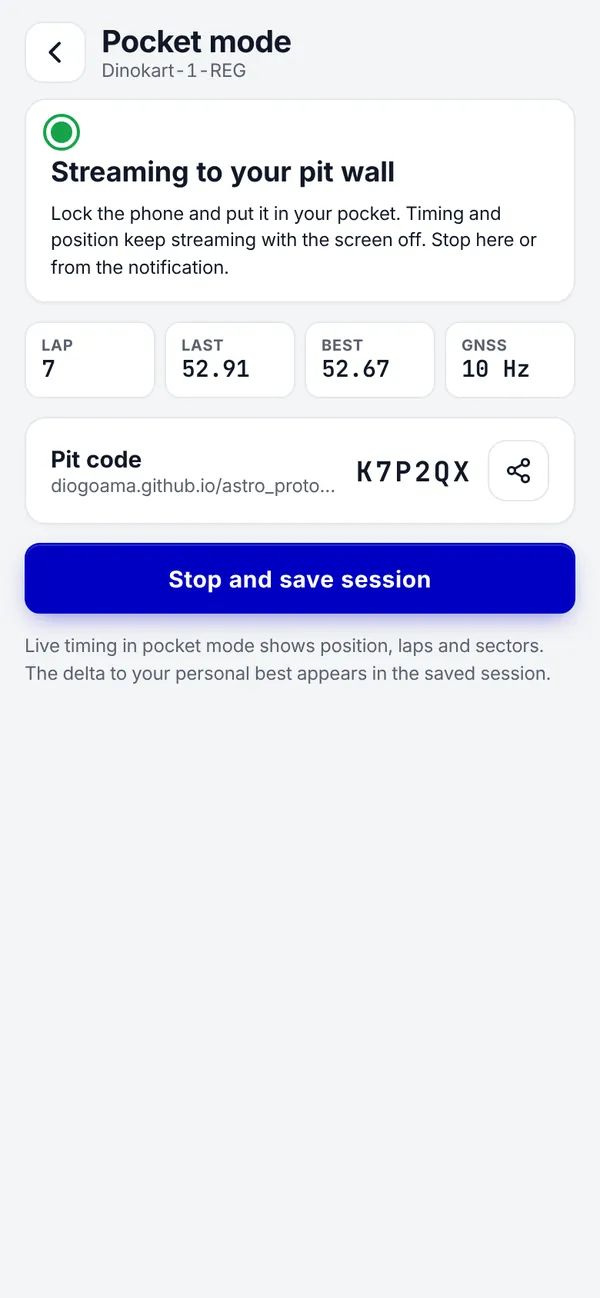 Pocket mode
Dinokart-1-REG
Streaming to your pit wall
Lock the phone and put it in your pocket. Timing and
position keep streaming with the screen off. Stop here or
from the notification.
LAP
7
LAST
52.91
BEST
52.67
GNSS
10 Hz
Pit code
diogoama.github.io/astro_proto...
K7P2QX
Stop and save session
Live timing in pocket mode shows position, laps and sectors.
The delta to your personal best appears in the saved session.